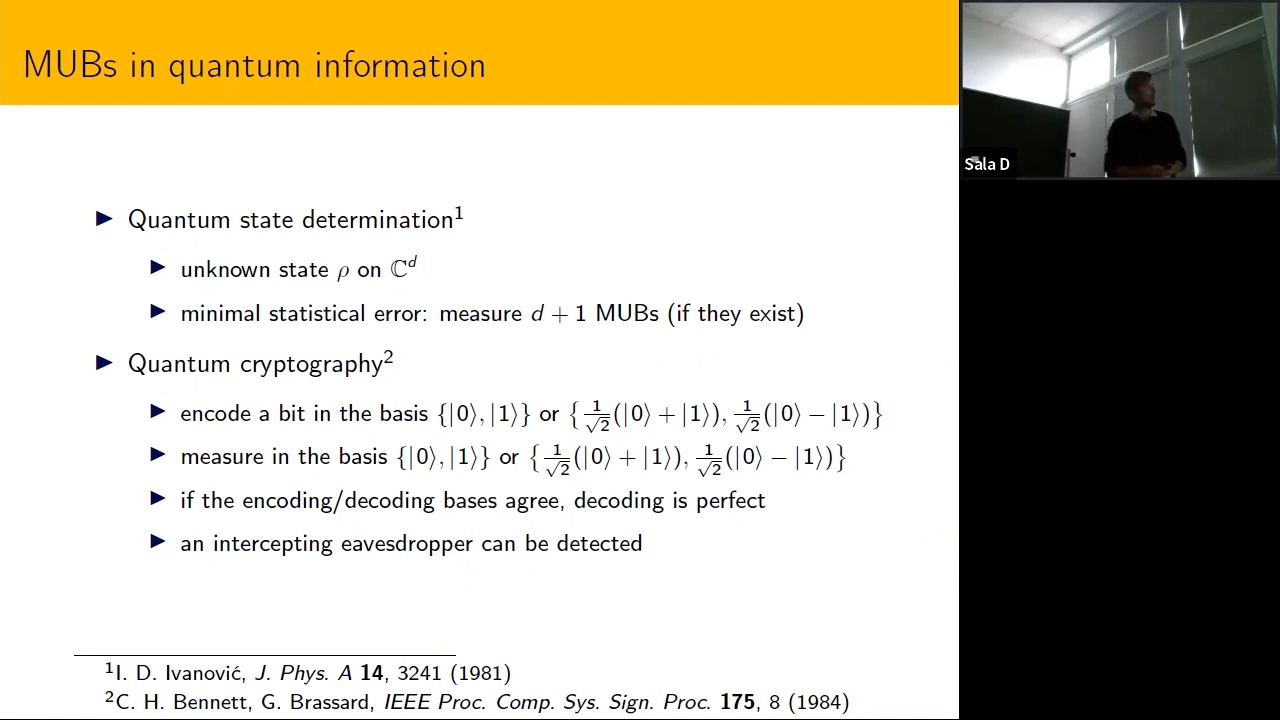 MUBs in quantum information
Sala D
▶ Quantum state determination¹
▶ unknown state ρ on ℂᵈ
▶ minimal statistical error: measure d + 1 MUBs (if they exist)
▶ Quantum cryptography²
▶ encode a bit in the basis {|0⟩, |1⟩} or {1/√2(|0⟩ + |1⟩), 1/√2(|0⟩ − |1⟩)}
▶ measure in the basis {|0⟩, |1⟩} or {1/√2(|0⟩ + |1⟩), 1/√2(|0⟩ − |1⟩)}
▶ if the encoding/decoding bases agree, decoding is perfect
▶ an intercepting eavesdropper can be detected
¹I. D. Ivanović, J. Phys. A 14, 3241 (1981)
²C. H. Bennett, G. Brassard, IEEE Proc. Comp. Sys. Sign. Proc. 175, 8 (1984)